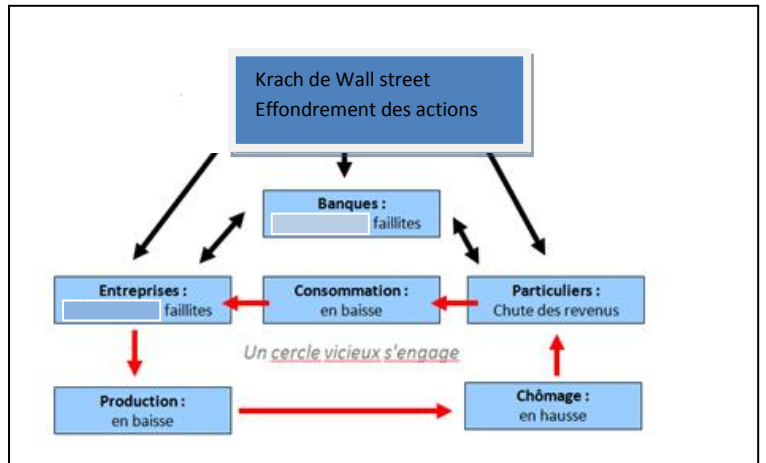 Krach de Wall street
Effondrement des actions
Banques :
faillites
Entreprises :
faillites
Consommation :
en baisse
Particuliers :
Chute des revenus
Un cercle vicieux s'engage
Production :
en baisse
Chômage :
en hausse